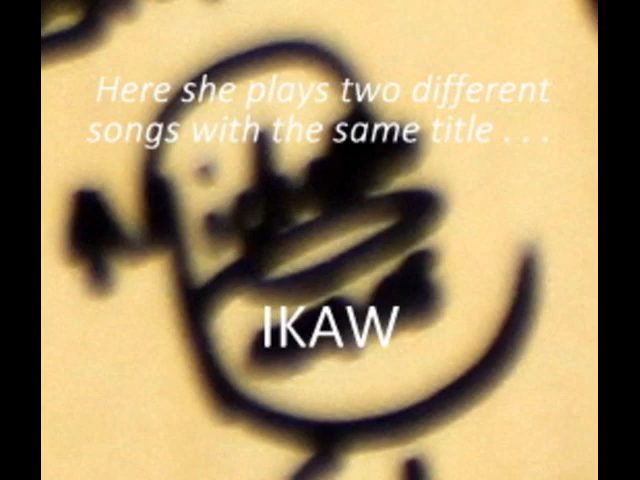 Here she plays two different
songs with the same title . . .
IKAW